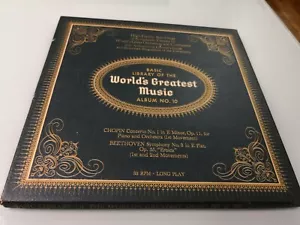 BASIC
LIBRARY OF THE
World's Greatest
Music
ALBUM NO. 10
CHOPIN Concerto No. 1 in E Minor, Op. 11, for
Piano and Orchestra (1st Movement)
BEETHOVEN Symphony No. 3 in E Flat,
Op. 55, "Eroica"
(1st and 2nd Movements)
33 RPM • LONG PLAY